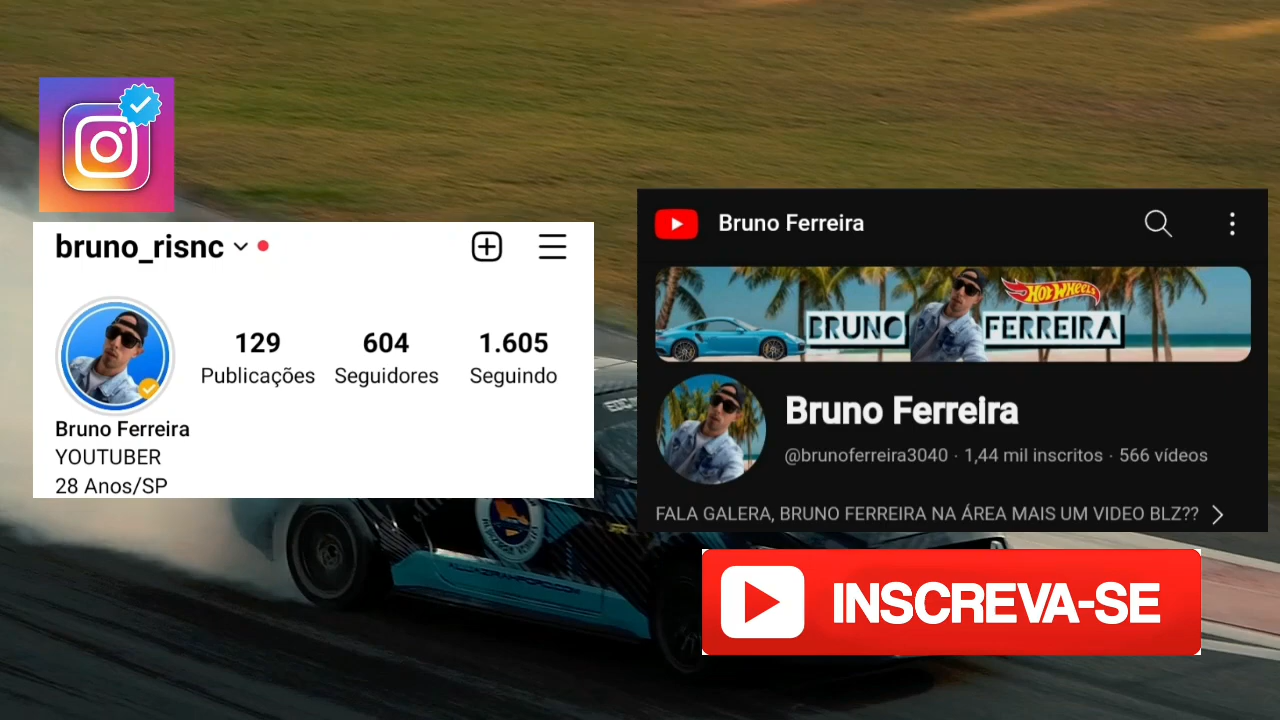 bruno_risnc
129
604
1.605
Publicações
Seguidores
Seguindo
Bruno Ferreira
YOUTUBER
28 Anos/SP
Bruno Ferreira
BRUNO
FERREIRA
HOT WHEELS
Bruno Ferreira
@brunoferreira3040 · 1,44 mil inscritos · 566 vídeos
FALA GALERA, BRUNO FERREIRA NA ÁREA MAIS UM VIDEO BLZ??
INSCREVA-SE